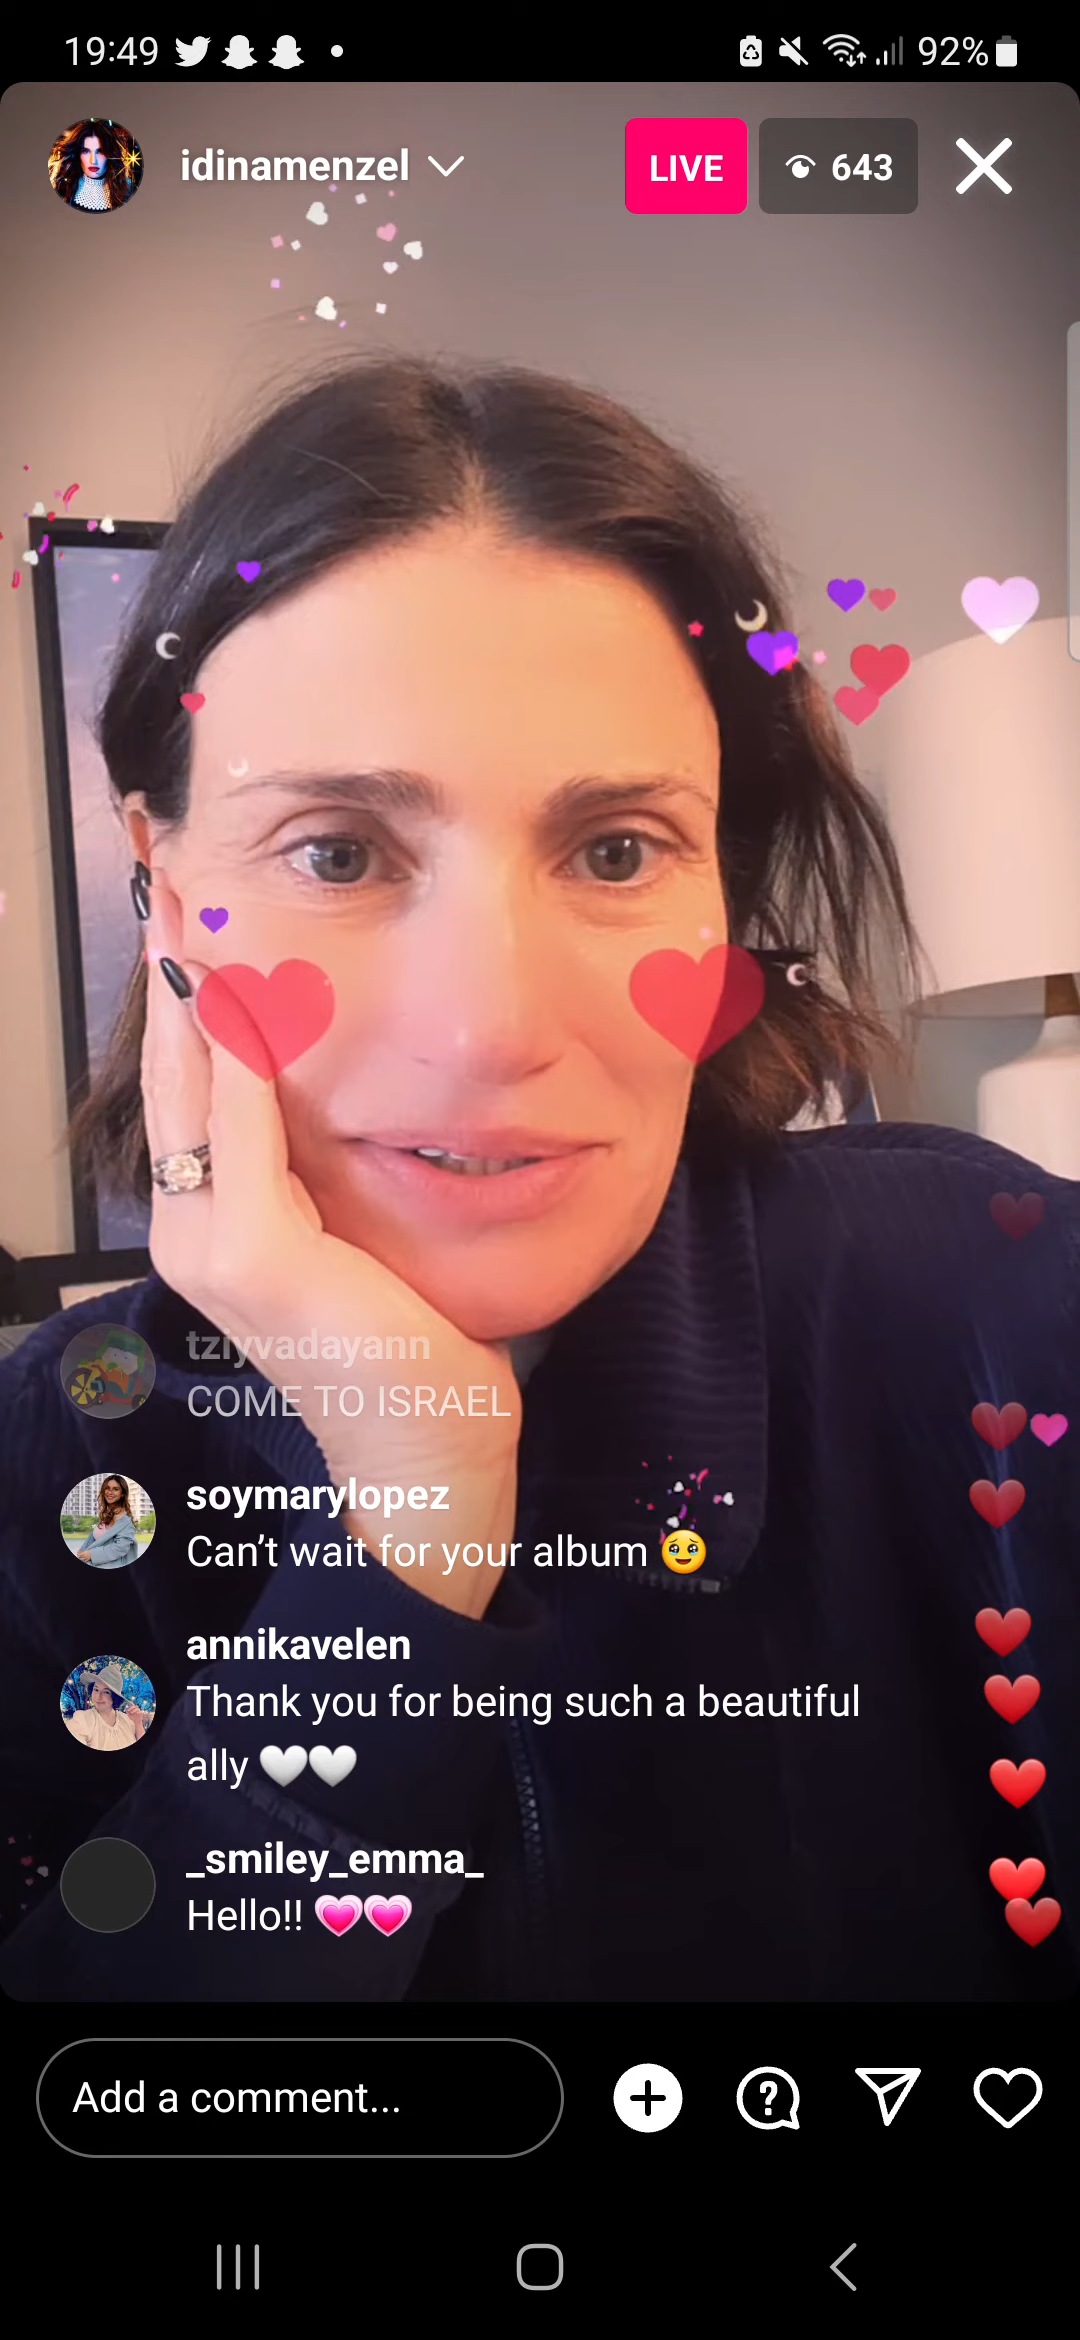 19:49
92%
idinamenzel
LIVE
643
tziyvadayann
COME TO ISRAEL
soymarylopez
Can't wait for your album 🥹
annikavelen
Thank you for being such a beautiful
ally 🤍🤍
_smiley_emma_
Hello!! 💗💗
Add a comment...